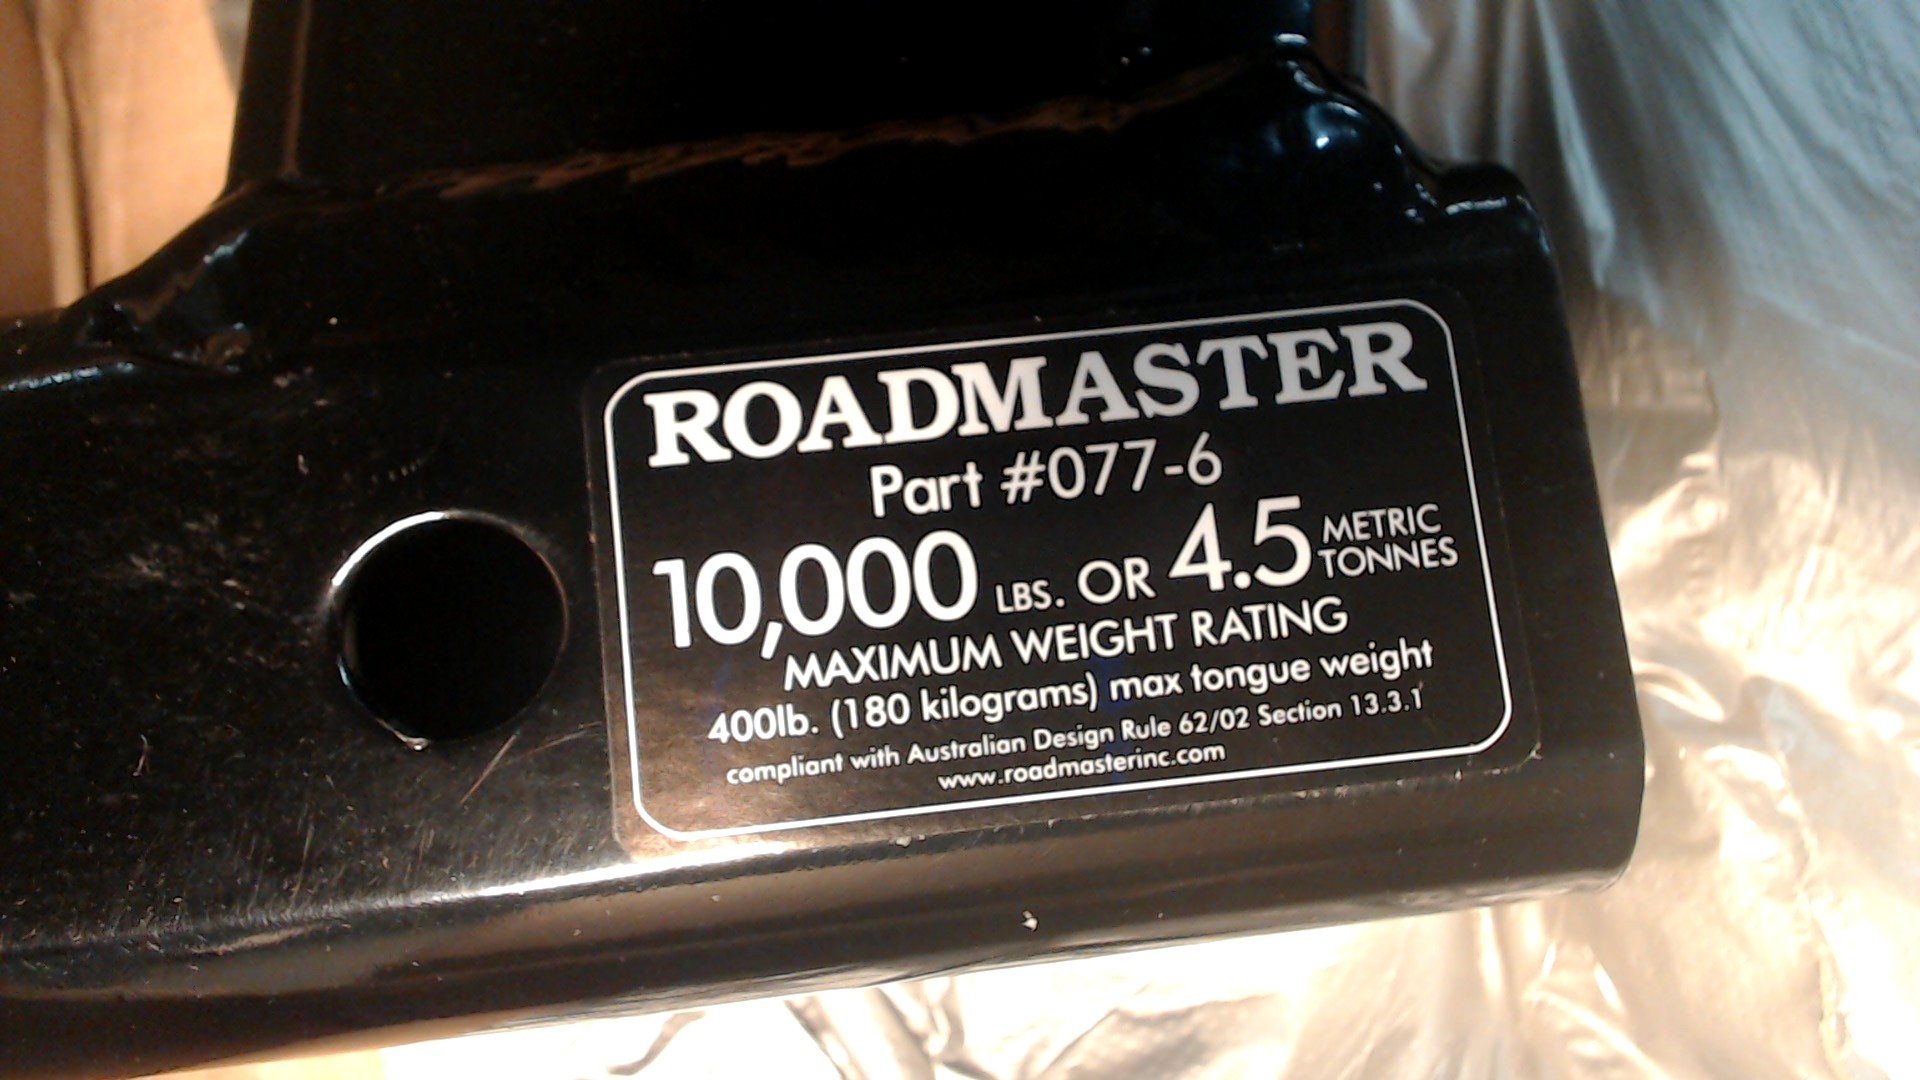 ROADMASTER
Part #077-6
10,000 LBS. OR 4.5 METRIC TONNES
MAXIMUM WEIGHT RATING
400lb. (180 kilograms) max tongue weight
compliant with Australian Design Rule 62/02 Section 13.3.1
www.roadmasterinc.com